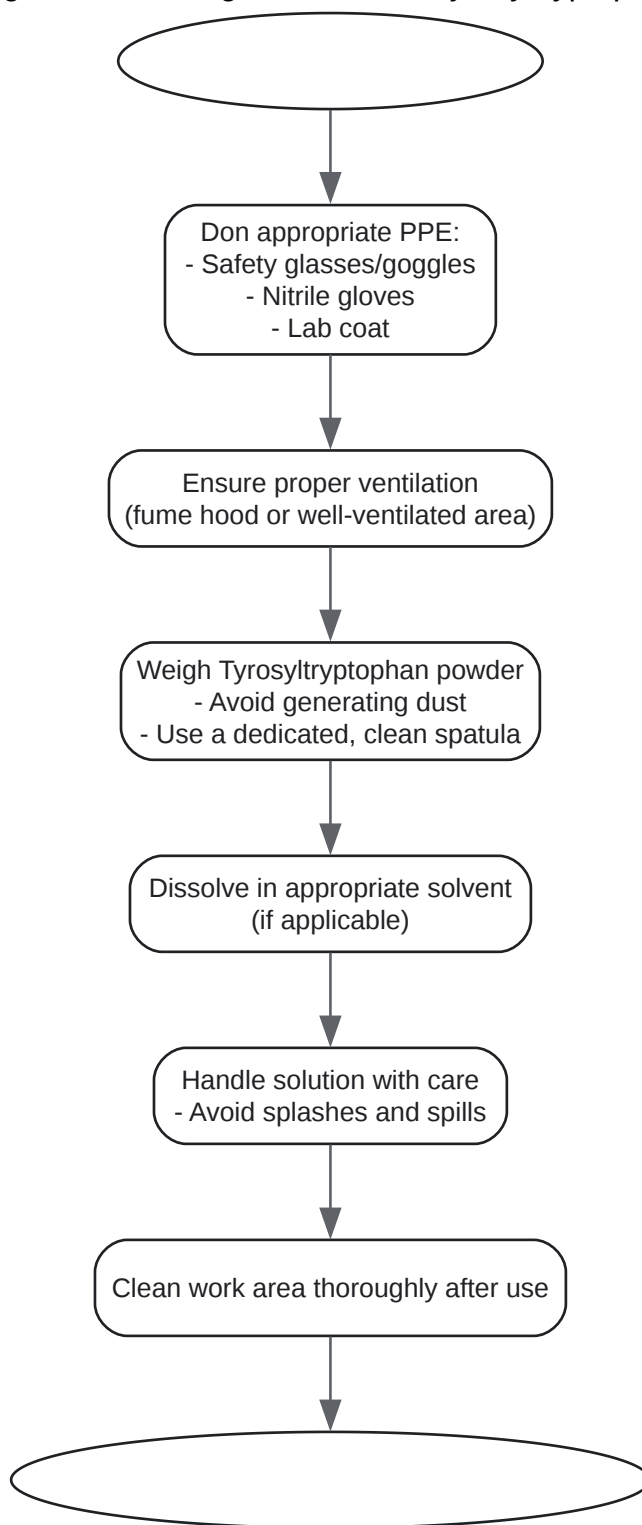 Don appropriate PPE:
- Safety glasses/goggles
- Nitrile gloves
- Lab coat
Ensure proper ventilation
(fume hood or well-ventilated area)
Weigh Tyrosyltryptophan powder
- Avoid generating dust
- Use a dedicated, clean spatula
Dissolve in appropriate solvent
(if applicable)
Handle solution with care
- Avoid splashes and spills
Clean work area thoroughly after use